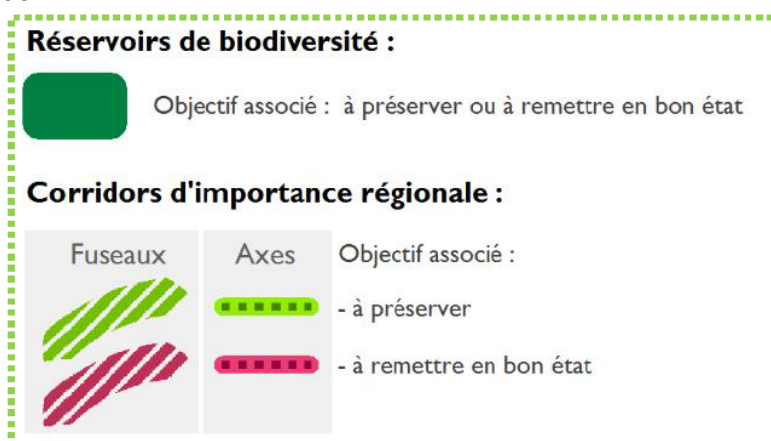 Réservoirs de biodiversité :
Objectif associé : à préserver ou à remettre en bon état
Corridors d'importance régionale :
Fuseaux Axes Objectif associé :
- à préserver
- à remettre en bon état